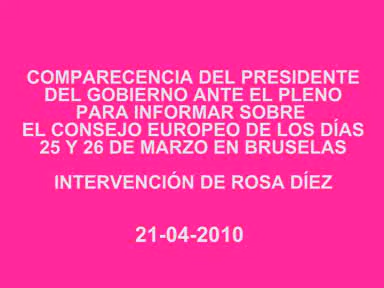 COMPARECENCIA DEL PRESIDENTE
DEL GOBIERNO ANTE EL PLENO
PARA INFORMAR SOBRE
EL CONSEJO EUROPEO DE LOS DÍAS
25 Y 26 DE MARZO EN BRUSELAS
INTERVENCIÓN DE ROSA DÍEZ
21-04-2010